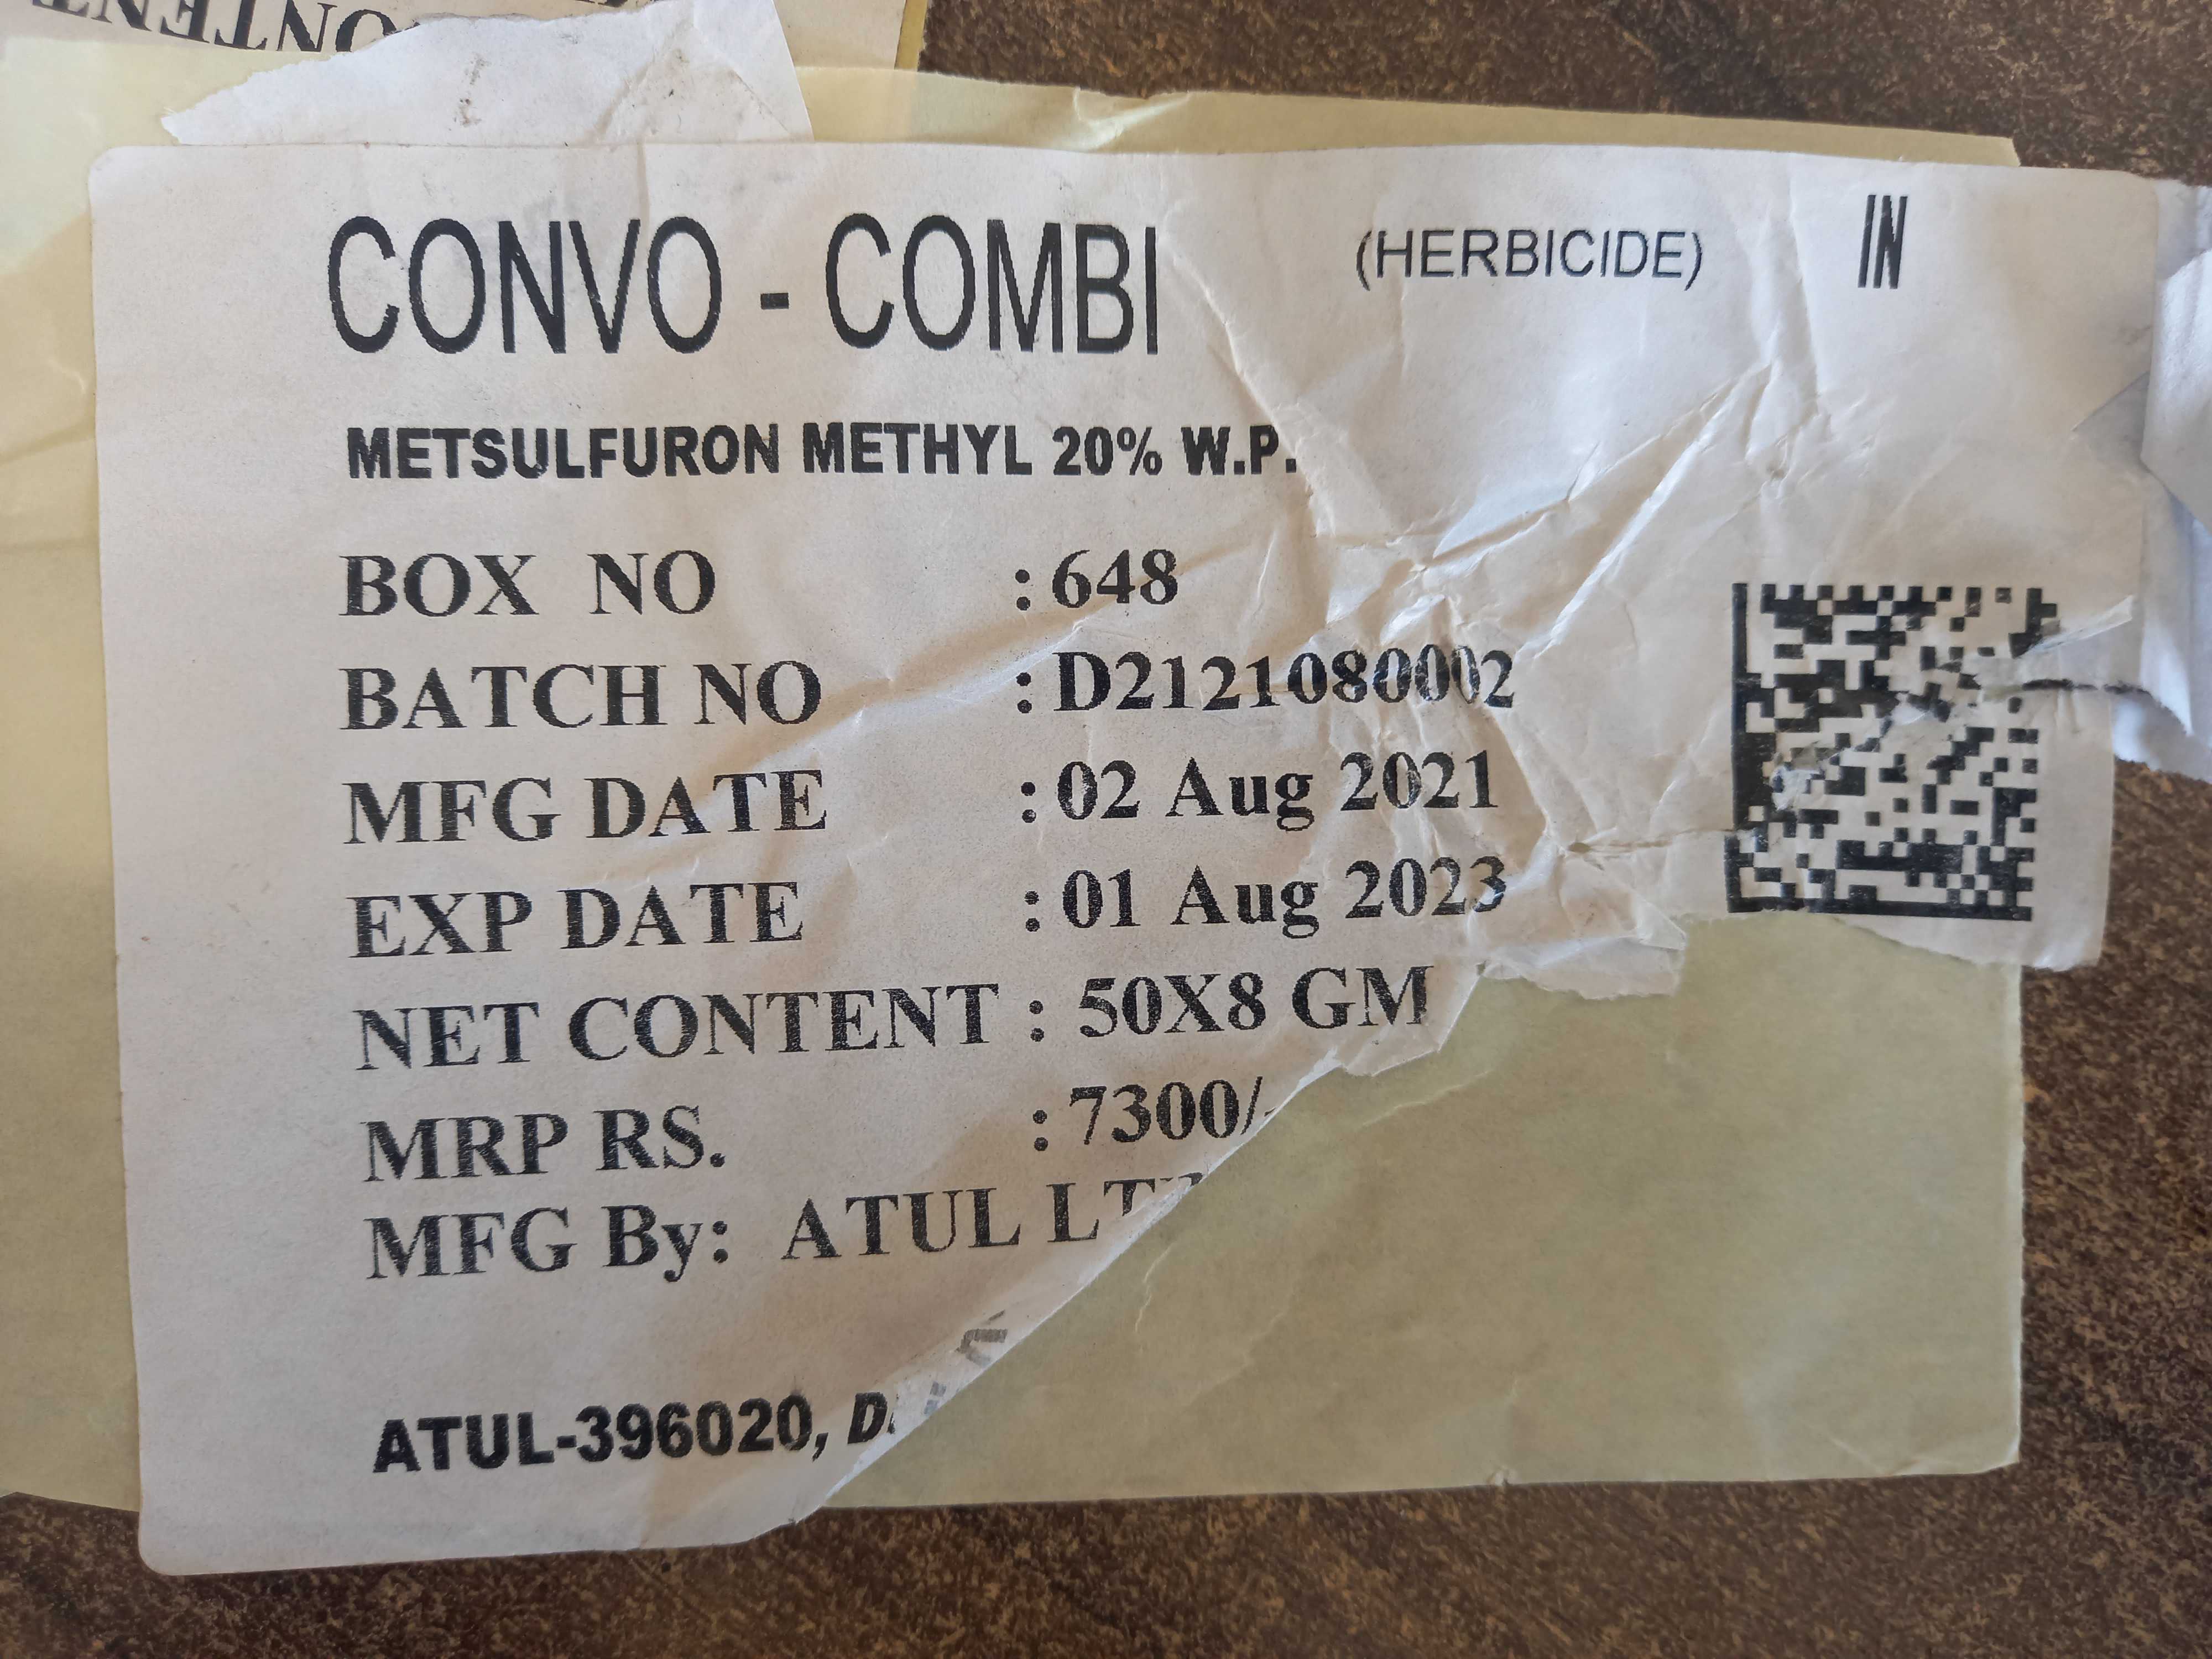 CONTENT
CONVO - COMBI (HERBICIDE) IN
METSULFURON METHYL 20% W.P.
BOX NO : 648
BATCH NO : D2121080002
MFG DATE : 02 Aug 2021
EXP DATE : 01 Aug 2023
NET CONTENT : 50X8 GM
MRP RS. : 7300/-
MFG By: ATUL
ATUL-396020,